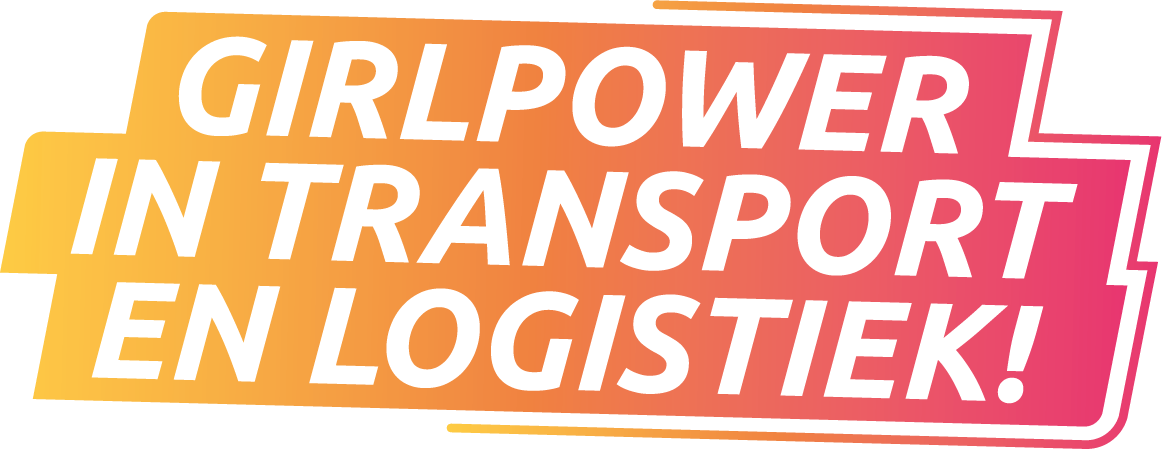 GIRLPOWER
IN TRANSPORT
EN LOGISTIEK!